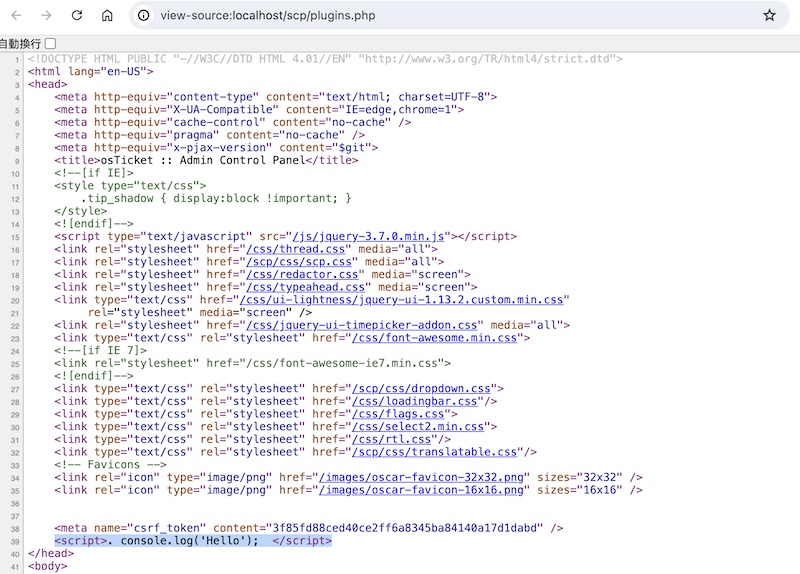 view-source:localhost/scp/plugins.php
自動換行
1 <!DOCTYPE HTML PUBLIC "-//W3C//DTD HTML 4.01//EN" "http://www.w3.org/TR/html4/strict.dtd">
2 <html lang="en-US">
3 <head>
4 <meta http-equiv="content-type" content="text/html; charset=UTF-8">
5 <meta http-equiv="X-UA-Compatible" content="IE=edge,chrome=1">
6 <meta http-equiv="cache-control" content="no-cache" />
7 <meta http-equiv="pragma" content="no-cache" />
8 <meta http-equiv="x-pjax-version" content="$git">
9 <title>osTicket :: Admin Control Panel</title>
10 <!--[if IE]>
11 <style type="text/css">
12 .tip_shadow { display:block !important; }
13 </style>
14 <![endif]-->
15 <script type="text/javascript" src="/js/jquery-3.7.0.min.js"></script>
16 <link rel="stylesheet" href="/css/thread.css" media="all">
17 <link rel="stylesheet" href="/scp/css/scp.css" media="all">
18 <link rel="stylesheet" href="/css/redactor.css" media="screen">
19 <link rel="stylesheet" href="/css/typeahead.css" media="screen">
20 <link type="text/css" href="/css/ui-lightness/jquery-ui-1.13.2.custom.min.css"
21 rel="stylesheet" media="screen" />
22 <link rel="stylesheet" href="/css/jquery-ui-timepicker-addon.css" media="all">
23 <link type="text/css" rel="stylesheet" href="/css/font-awesome.min.css">
24 <!--[if IE 7]>
25 <link rel="stylesheet" href="/css/font-awesome-ie7.min.css">
26 <![endif]-->
27 <link type="text/css" rel="stylesheet" href="/scp/css/dropdown.css">
28 <link type="text/css" rel="stylesheet" href="/css/loadingbar.css"/>
29 <link type="text/css" rel="stylesheet" href="/css/flags.css">
30 <link type="text/css" rel="stylesheet" href="/css/select2.min.css">
31 <link type="text/css" rel="stylesheet" href="/css/rtl.css"/>
32 <link type="text/css" rel="stylesheet" href="/scp/css/translatable.css"/>
33 <!-- Favicons -->
34 <link rel="icon" type="image/png" href="/images/oscar-favicon-32x32.png" sizes="32x32" />
35 <link rel="icon" type="image/png" href="/images/oscar-favicon-16x16.png" sizes="16x16" />
36
37
38 <meta name="csrf_token" content="3f85fd88ced40ce2ff6a8345ba84140a17d1dabd" />
39 <script>. console.log('Hello');  </script>
40 </head>
41 <body>